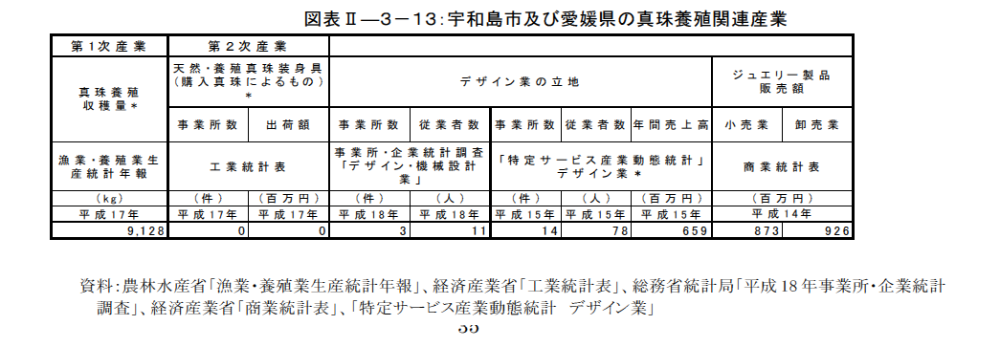 図表Ⅱ―3－13：宇和島市及び愛媛県の真珠養殖関連産業
第1次産業 第2次産業
真珠養殖
収穫量＊
天然・養殖真珠装身具
（購入真珠によるもの）
＊
デザイン業の立地
ジュエリー製品
販売額
事業所数 出荷額 事業所数 従業者数 事業所数 従業者数 年間売上高 小売業 卸売業
漁業・養殖業生
産統計年報
工業統計表
事業所・企業統計調査
「デザイン・機械設計
業」
「特定サービス産業動態統計」
デザイン業＊
商業統計表
（kg） （件） （百万円） （件） （人） （件） （人） （百万円） （百万円）
平成17年 平成17年 平成17年 平成18年 平成18年 平成15年 平成15年 平成15年 平成14年
9,128 0 0 3 11 14 78 659 873 926
資料：農林水産省「漁業・養殖業生産統計年報」、経済産業省「工業統計表」、総務省統計局「平成18年事業所・企業統計
調査」、経済産業省「商業統計表」、「特定サービス産業動態統計　デザイン業」